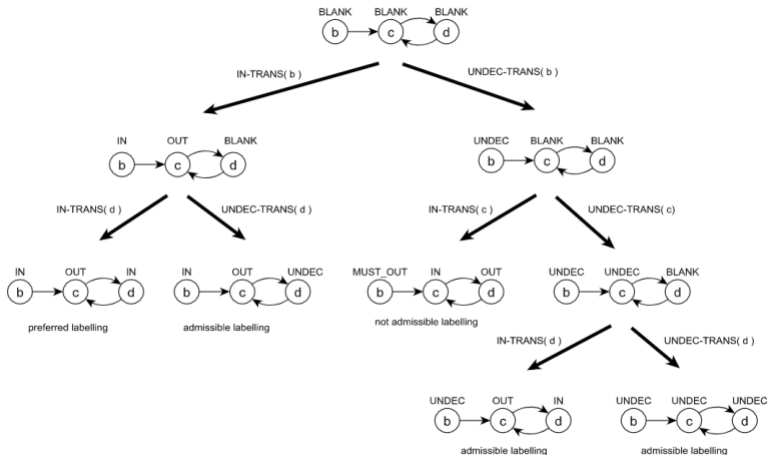 BLANK BLANK BLANK
b c d
IN-TRANS( b ) UNDEC-TRANS( b )
IN OUT BLANK UNDEC BLANK BLANK
b c d b c d
IN-TRANS( d ) UNDEC-TRANS( d ) IN-TRANS( c ) UNDEC-TRANS( c)
IN OUT IN IN OUT UNDEC MUST_OUT IN OUT UNDEC UNDEC BLANK
b c d b c d b c d b c d
preferred labelling admissible labelling not admissible labelling
IN-TRANS( d ) UNDEC-TRANS( d )
UNDEC OUT IN UNDEC UNDEC UNDEC
b c d b c d
admissible labelling admissible labelling